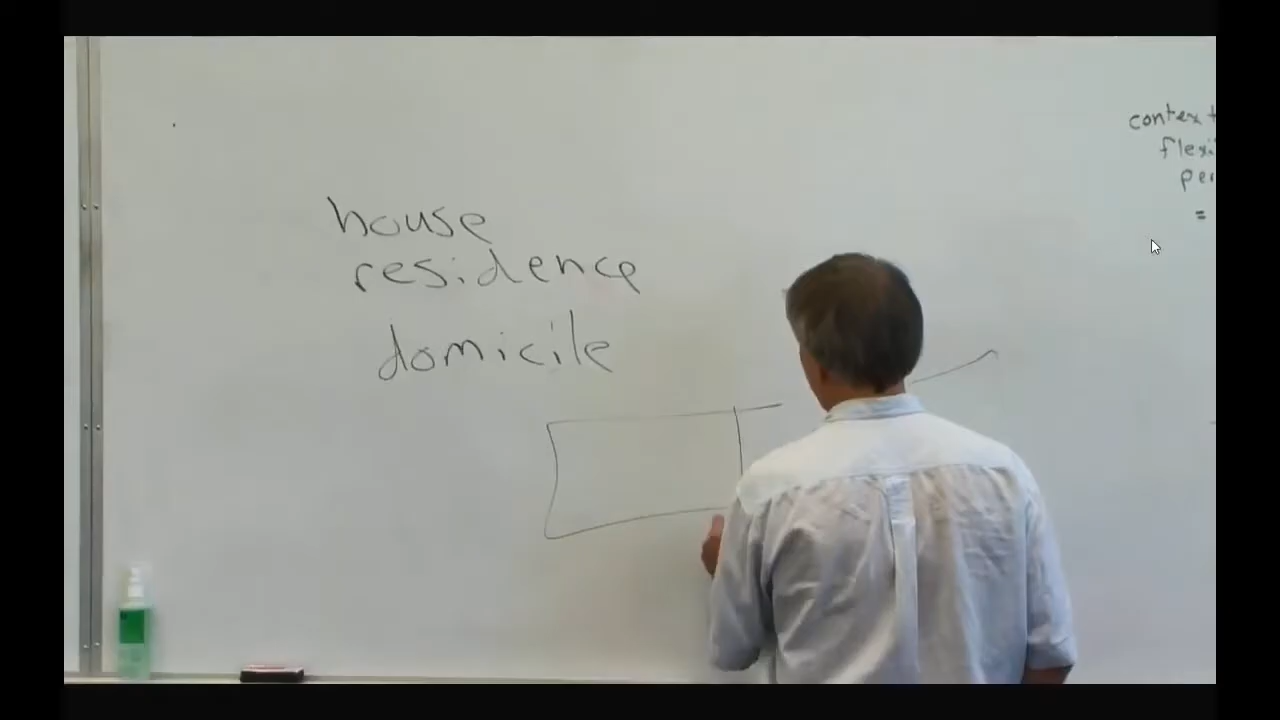 house
residence
domicile
=